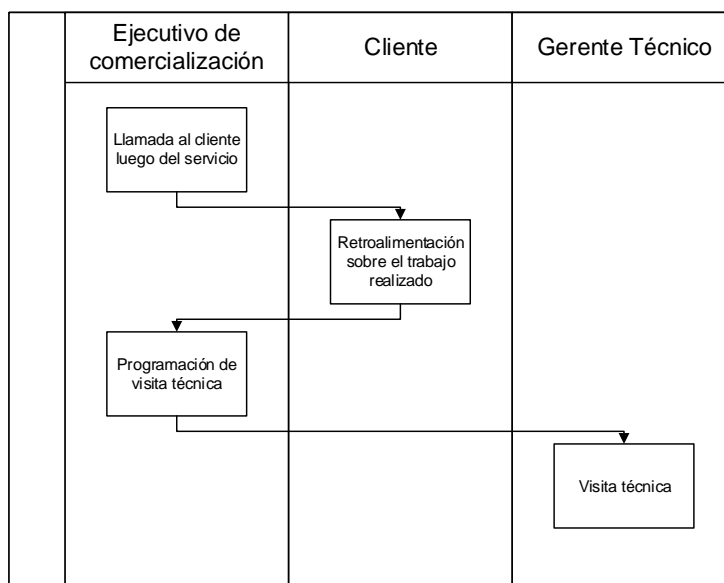 Ejecutivo de
comercialización
Cliente
Gerente Técnico
Llamada al cliente
luego del servicio
Retroalimentación
sobre el trabajo
realizado
Programación de
visita técnica
Visita técnica